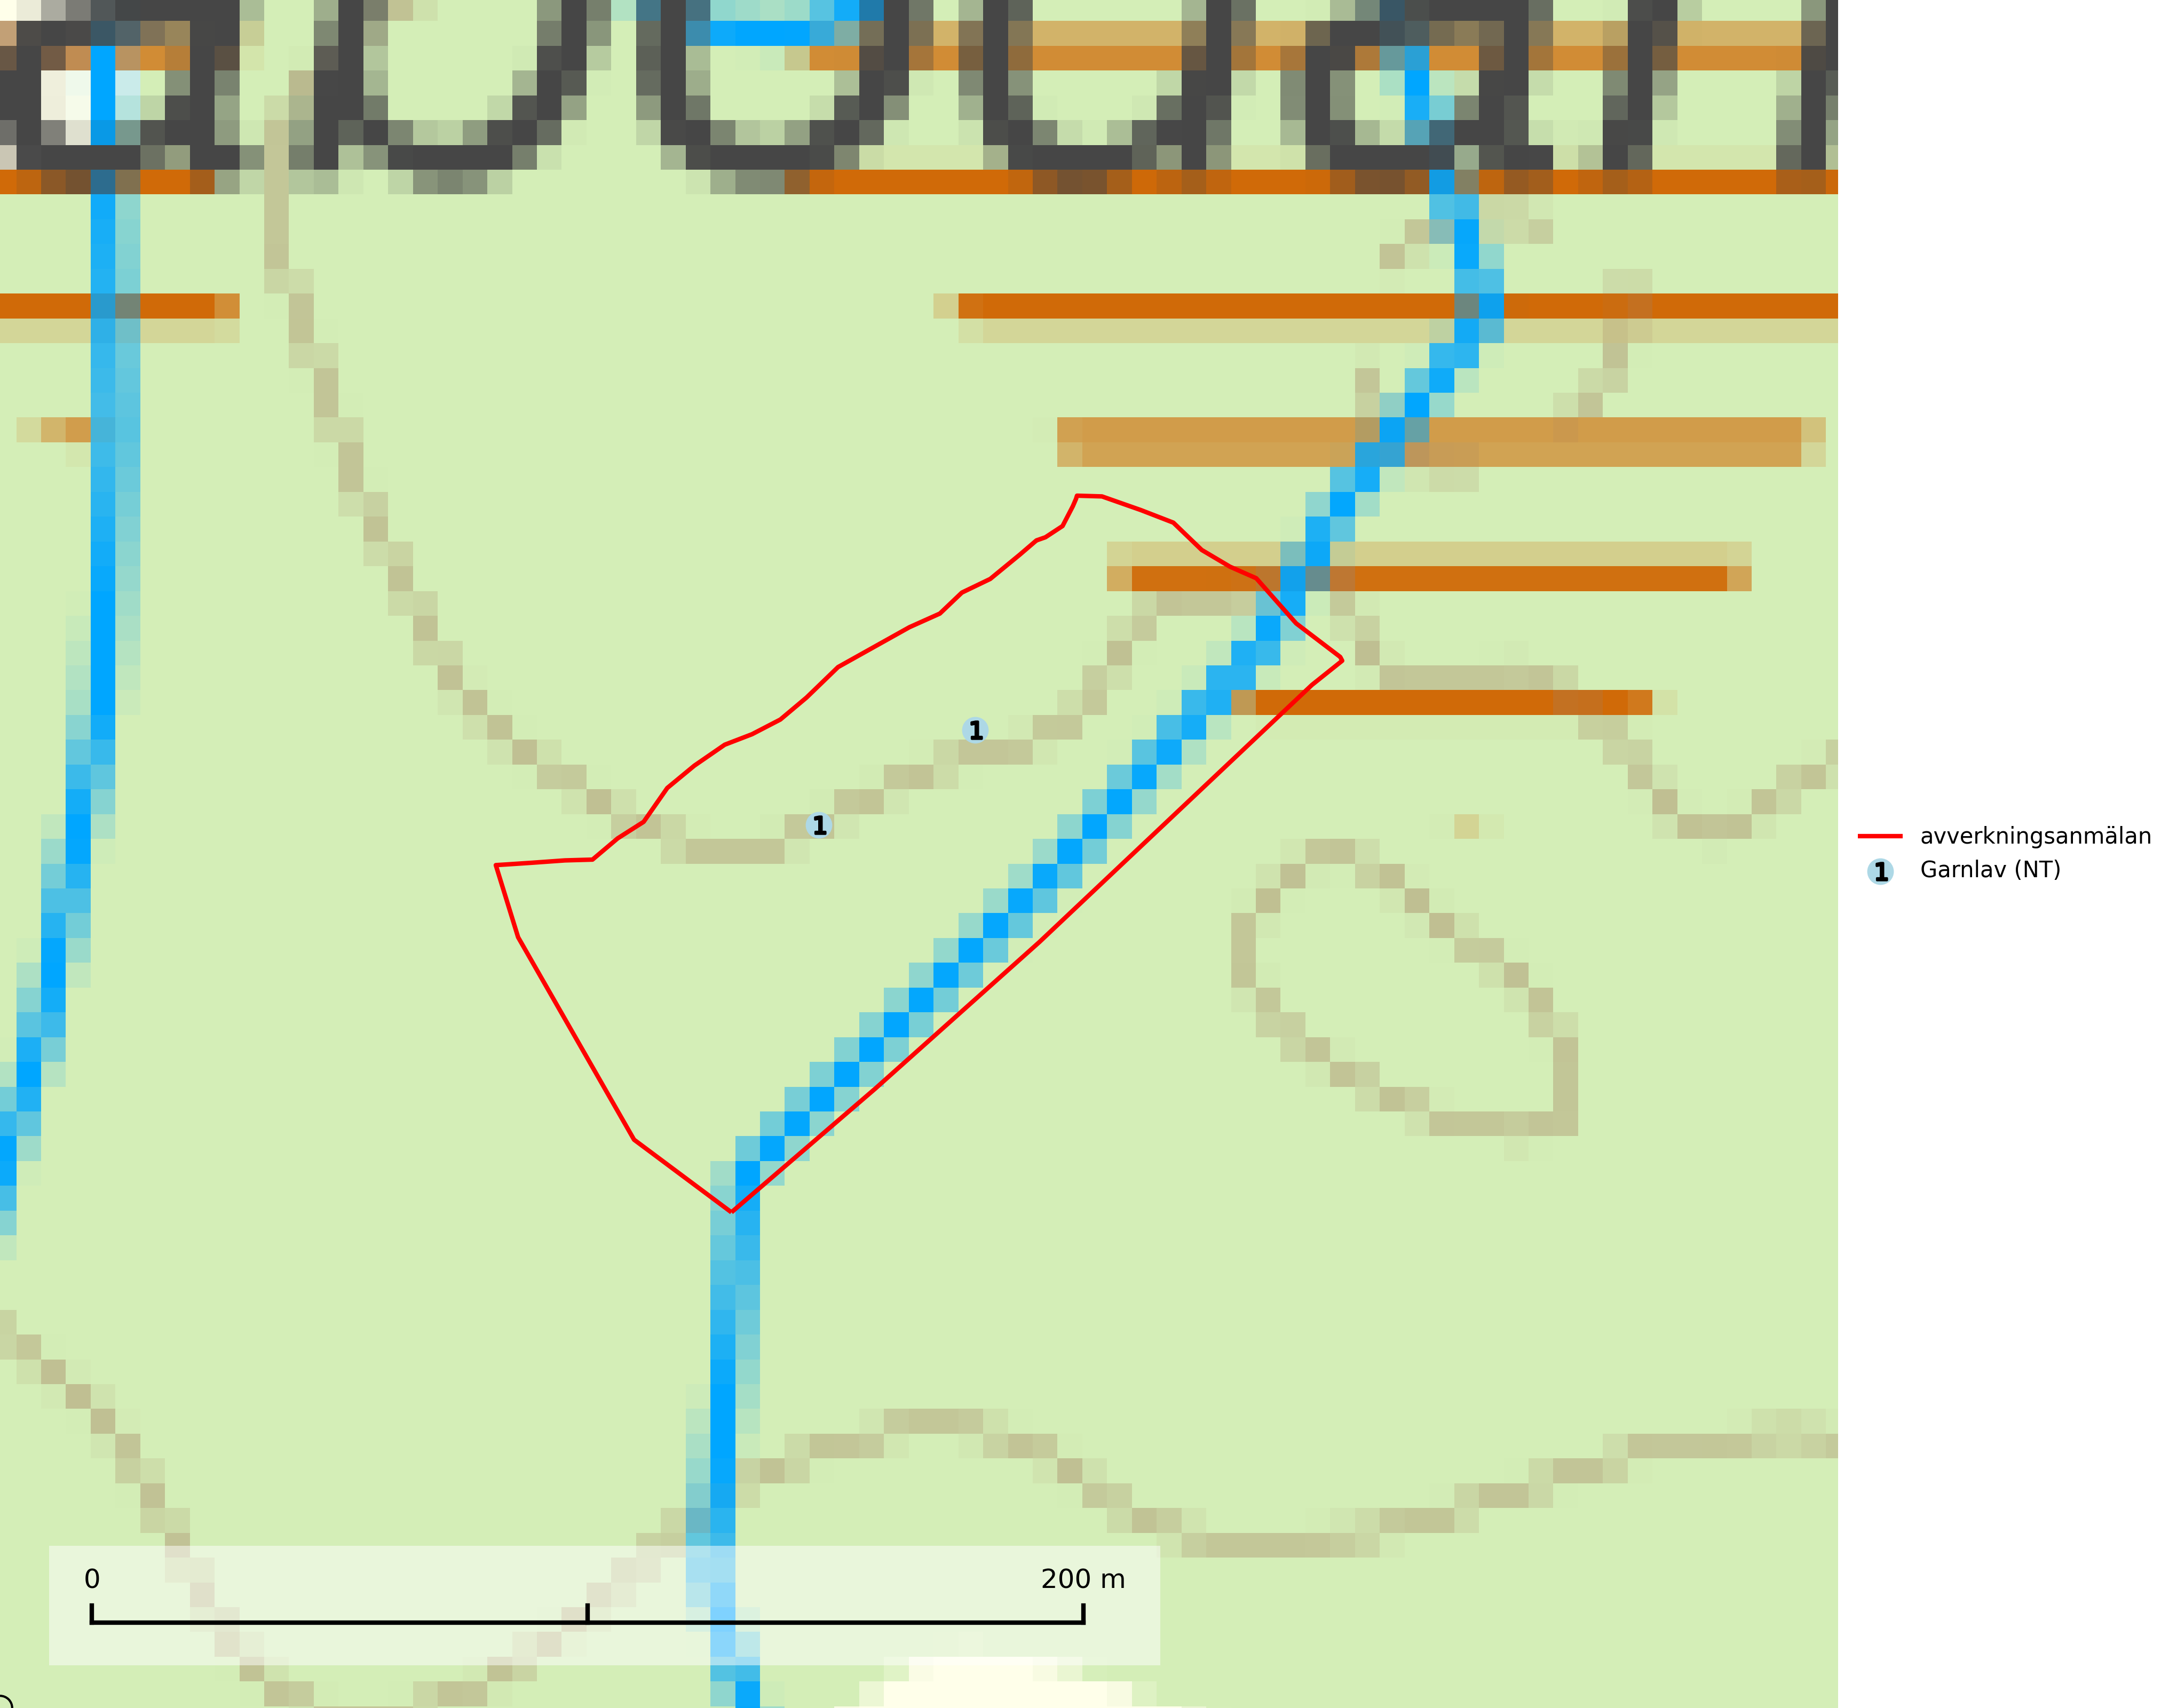 1
1
avverkningsanmälan
1 Garnlav (NT)
0 200 m